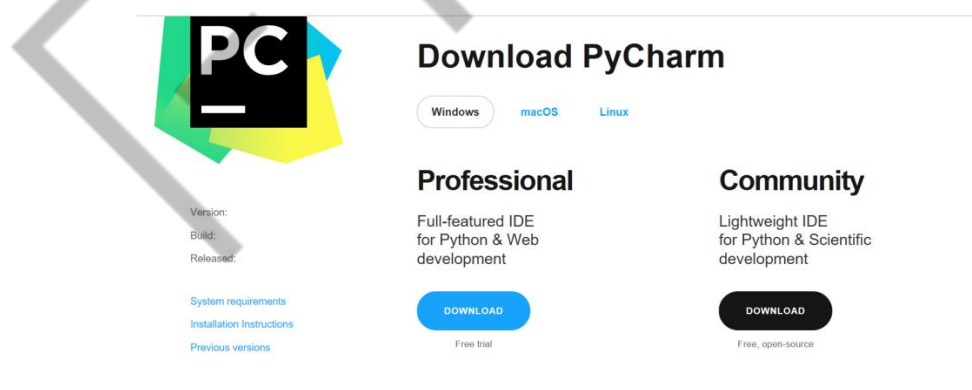 PC
Download PyCharm
Windows macOS Linux
Professional
Full-featured IDE
for Python & Web
development
DOWNLOAD
Free trial
Community
Lightweight IDE
for Python & Scientific
development
DOWNLOAD
Free, open-source
Version:
Build:
Released:
System requirements
Installation Instructions
Previous versions